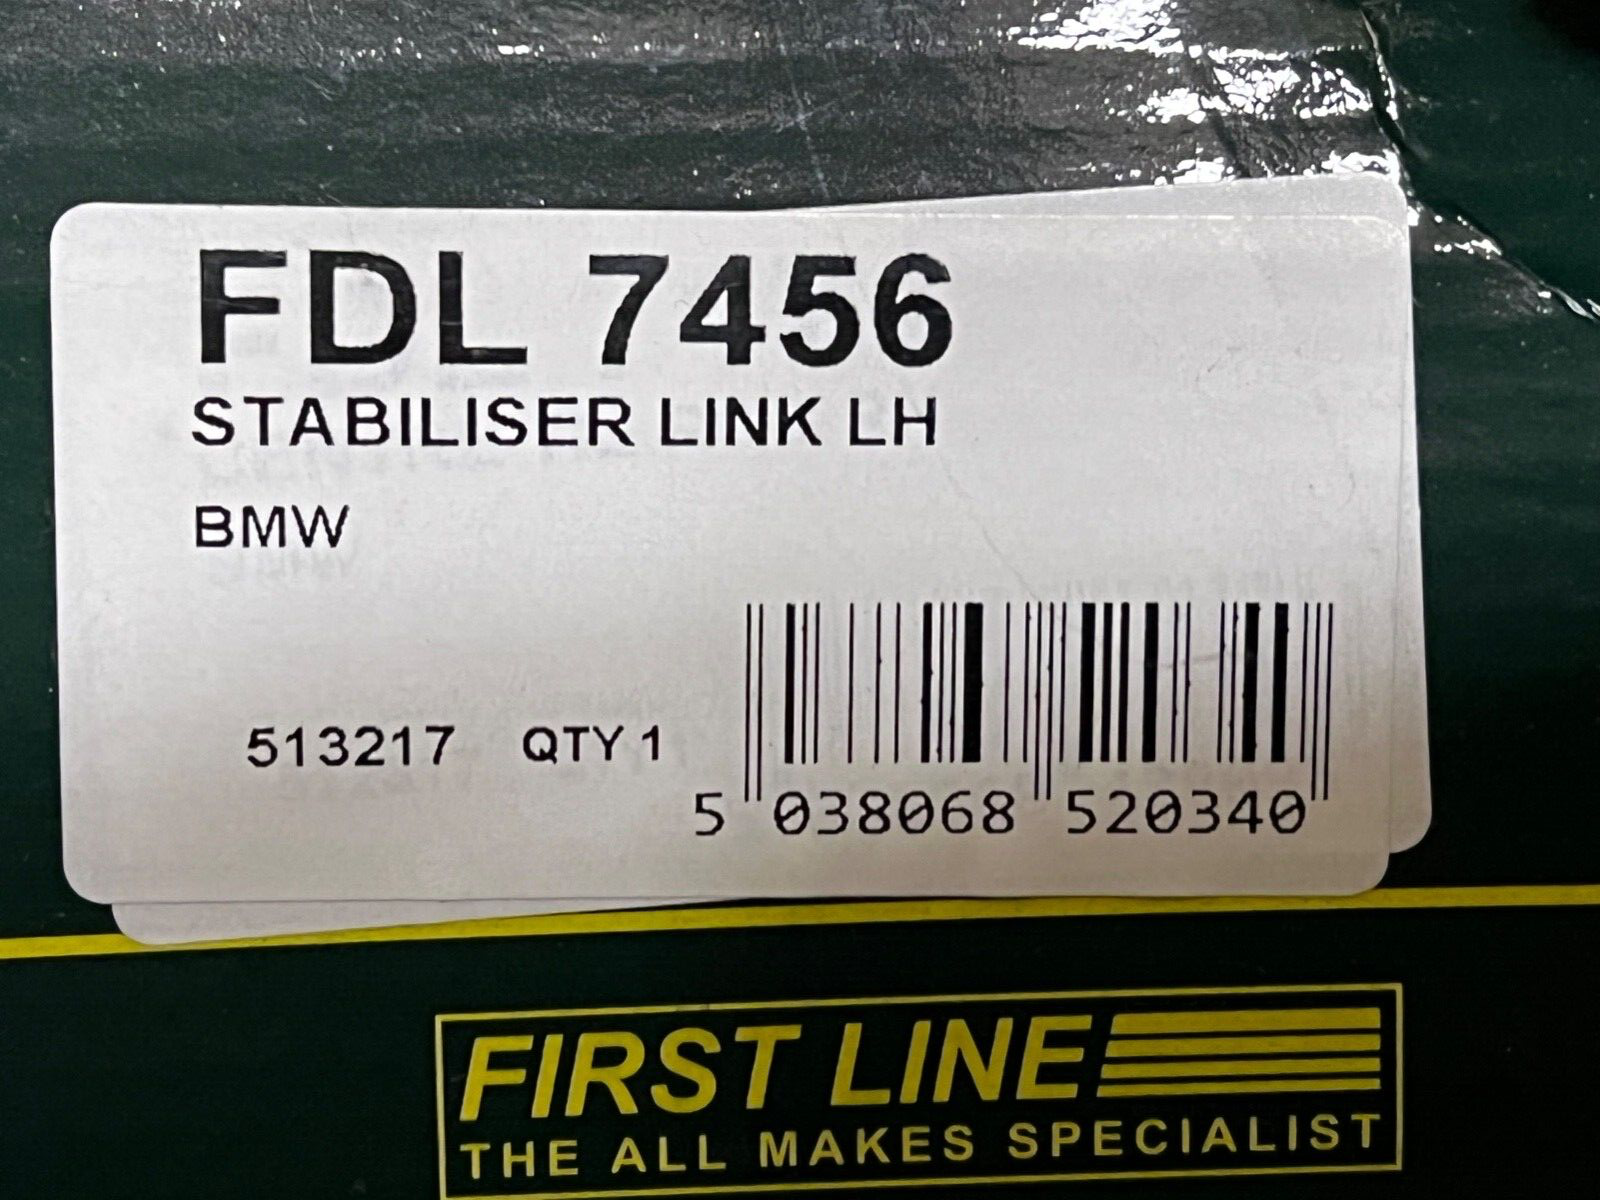 FDL 7456
STABILISER LINK LH
BMW
513217 QTY 1
5 038068 520340
FIRST LINE
THE ALL MAKES SPECIALIST